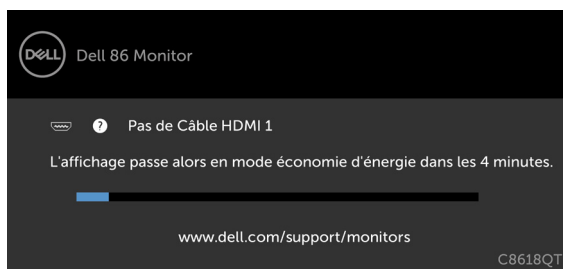 DELL
Dell 86 Monitor
? Pas de Câble HDMI 1
L'affichage passe alors en mode économie d'énergie dans les 4 minutes.
www.dell.com/support/monitors
C8618QT